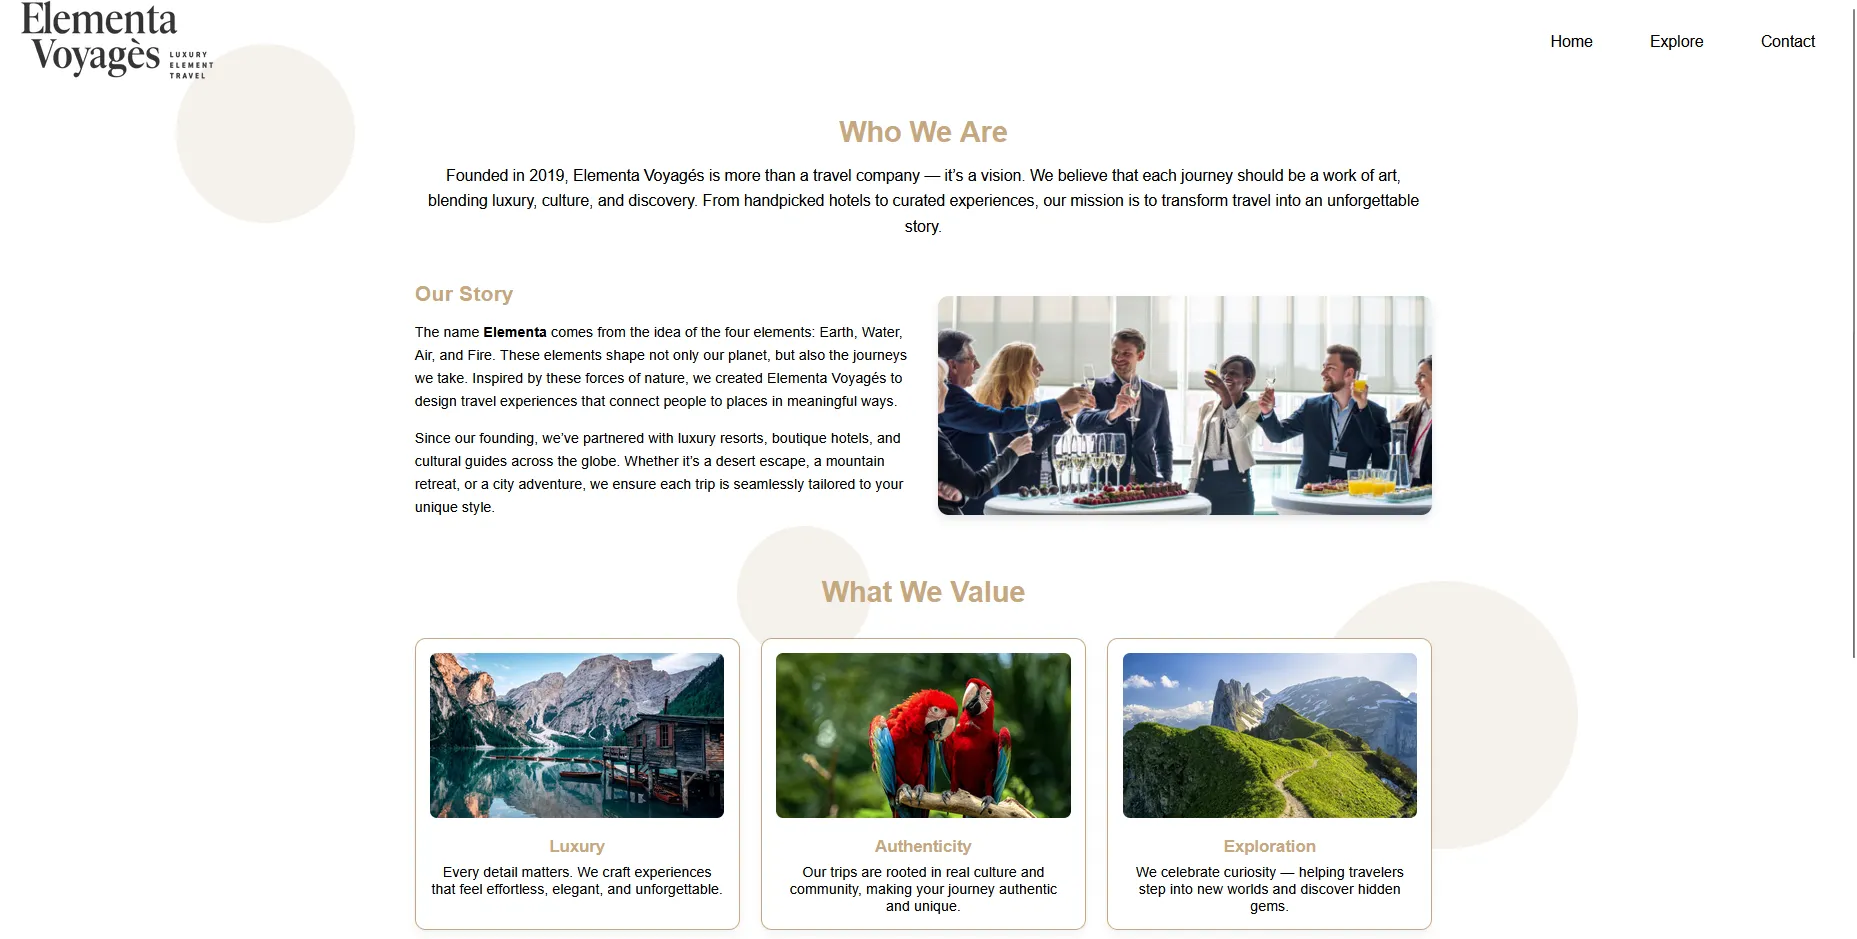 Elementa
Voyagès
LUXURY
ELEMENT
TRAVEL
Home
Explore
Contact
Who We Are
Founded in 2019, Elementa Voyagés is more than a travel company — it’s a vision. We believe that each journey should be a work of art,
blending luxury, culture, and discovery. From handpicked hotels to curated experiences, our mission is to transform travel into an unforgettable
story.
Our Story
The name Elementa comes from the idea of the four elements: Earth, Water,
Air, and Fire. These elements shape not only our planet, but also the journeys
we take. Inspired by these forces of nature, we created Elementa Voyagés to
design travel experiences that connect people to places in meaningful ways.
Since our founding, we’ve partnered with luxury resorts, boutique hotels, and
cultural guides across the globe. Whether it’s a desert escape, a mountain
retreat, or a city adventure, we ensure each trip is seamlessly tailored to your
unique style.
What We Value
Luxury
Every detail matters. We craft experiences
that feel effortless, elegant, and unforgettable.
Authenticity
Our trips are rooted in real culture and
community, making your journey authentic
and unique.
Exploration
We celebrate curiosity — helping travelers
step into new worlds and discover hidden
gems.